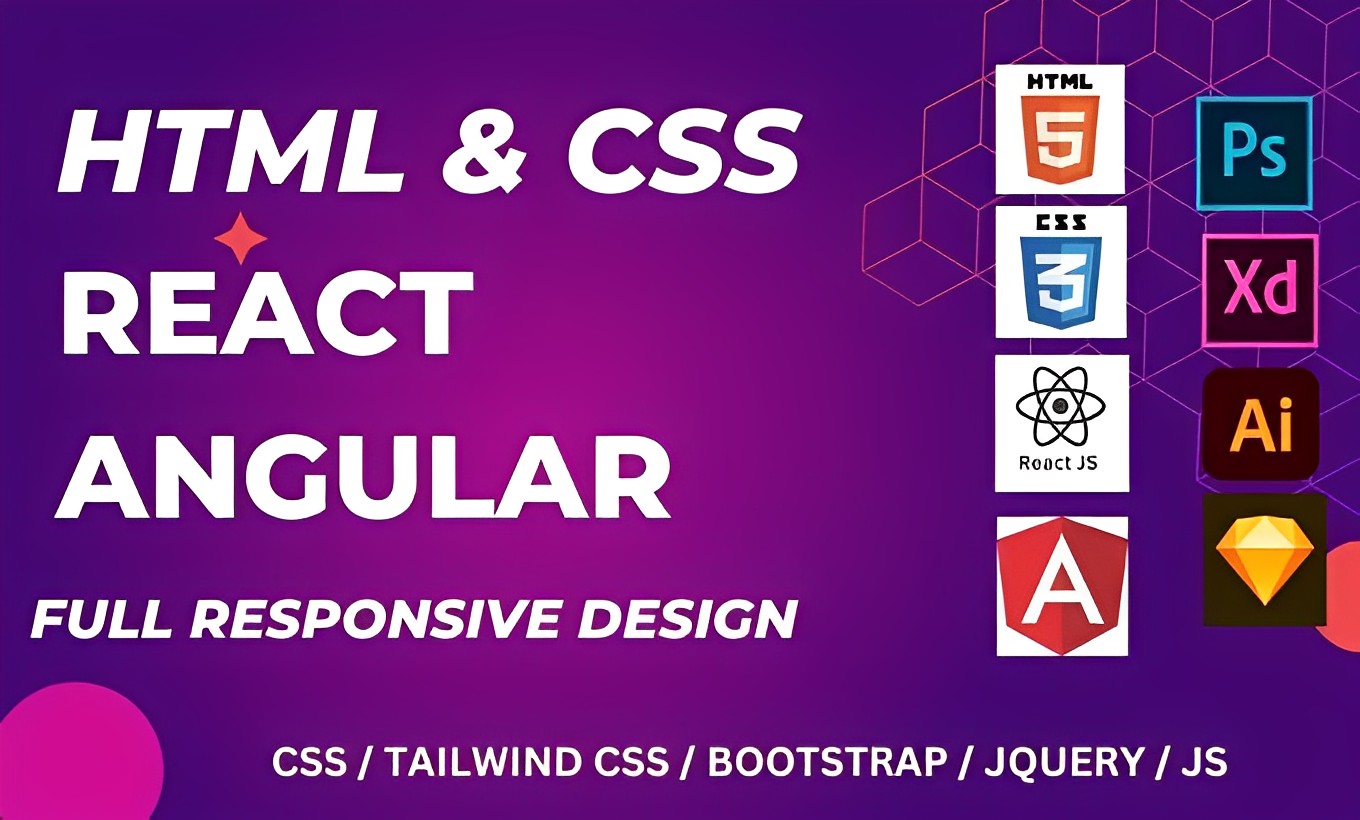 HTML & CSS
REACT
ANGULAR
FULL RESPONSIVE DESIGN
CSS / TAILWIND CSS / BOOTSTRAP / JQUERY / JS
HTML
5
CSS
3
React JS
A
Ps
Xd
Ai